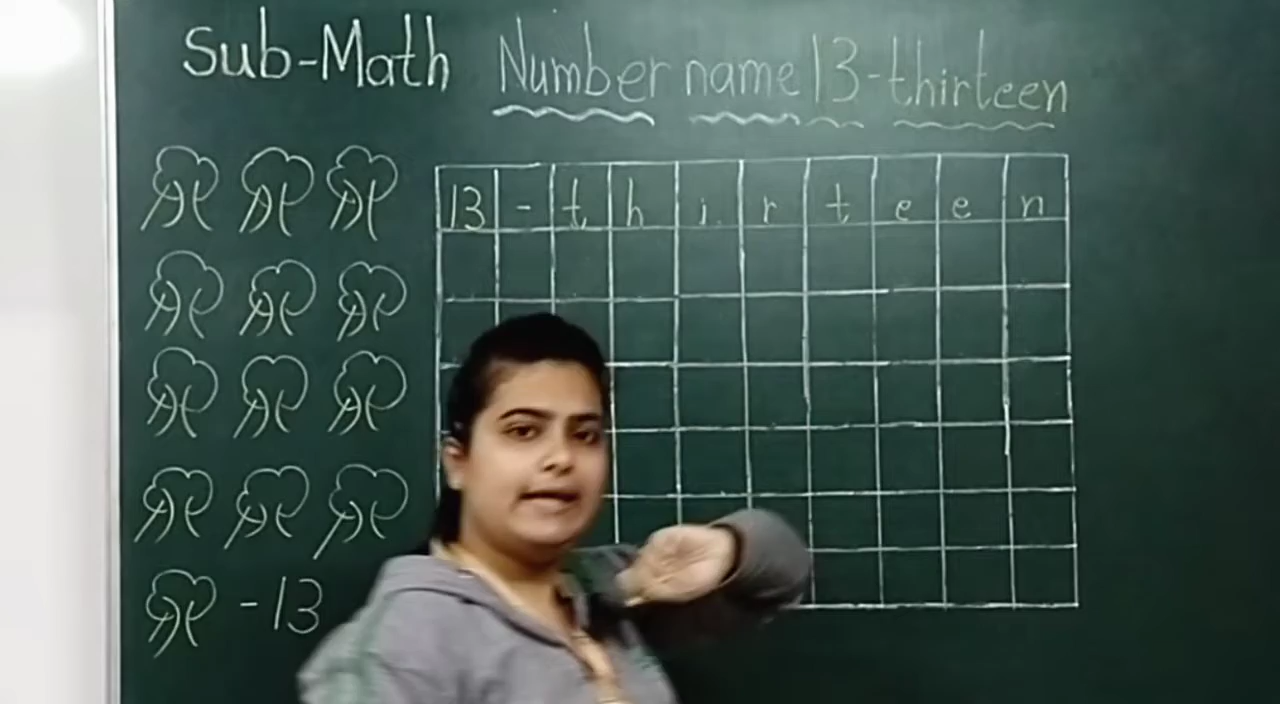 Sub-Math Number name 13-thirteen
13 - t h i r t e e n
- 13